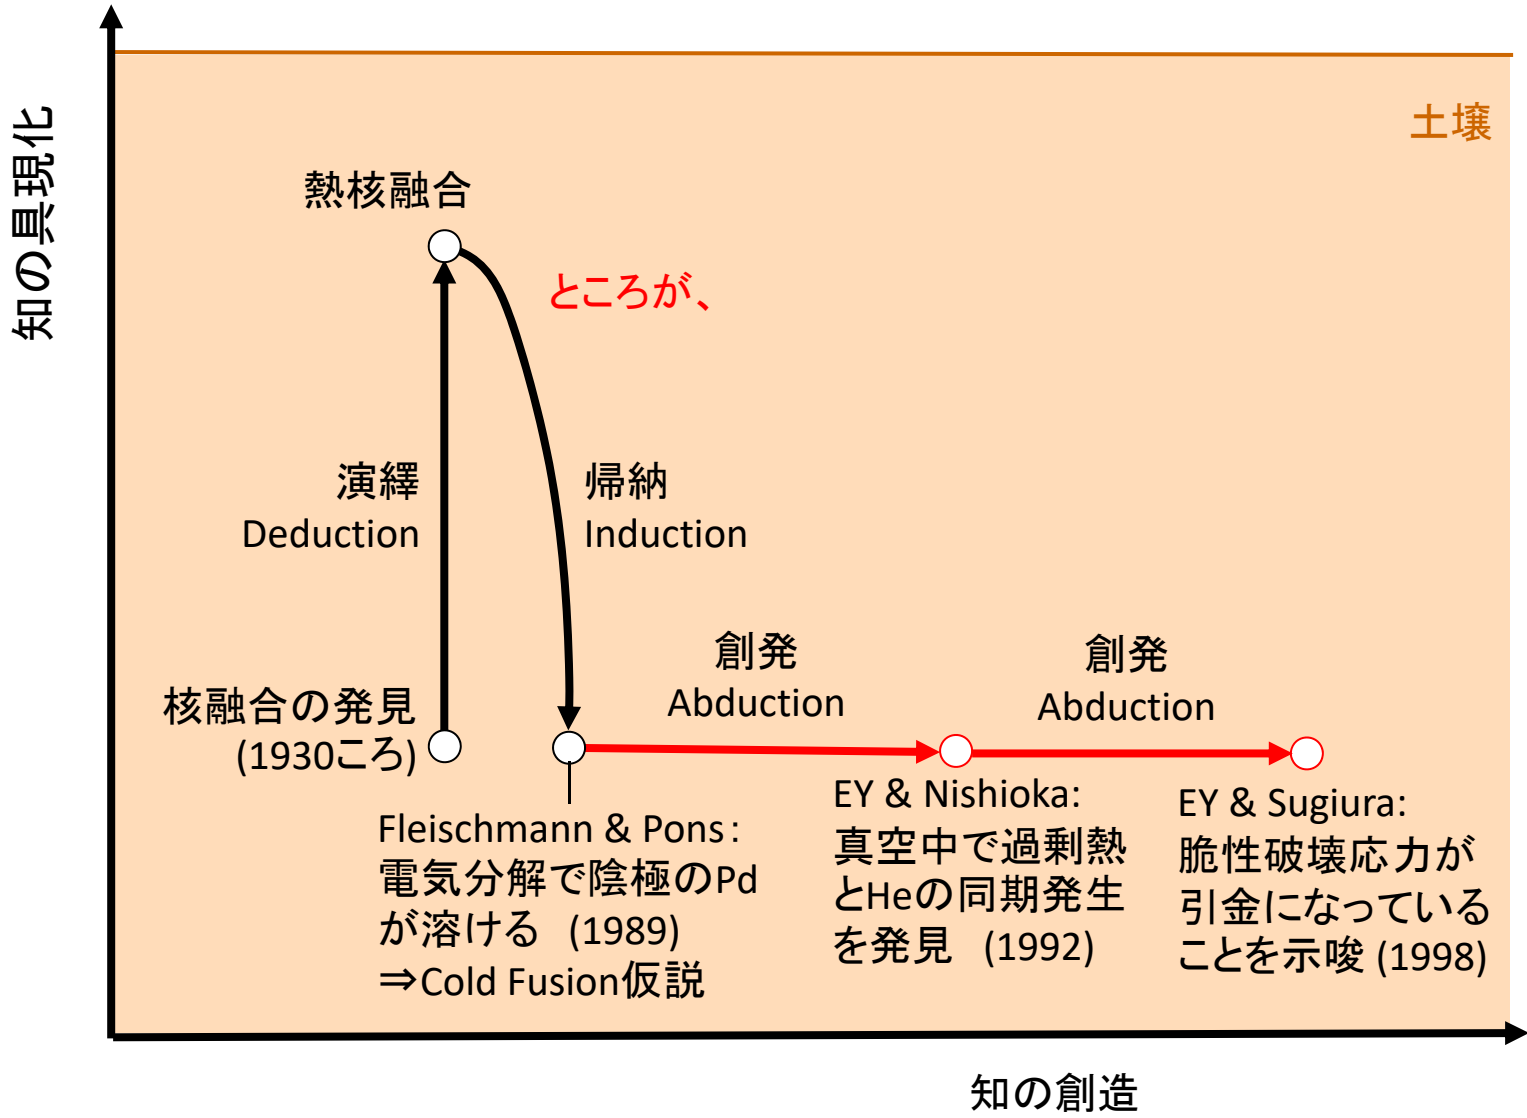 知の具現化
土壌
熱核融合
ところが、
演繹
Deduction
帰納
Induction
創発
Abduction
創発
Abduction
核融合の発見
(1930ころ)
Fleischmann & Pons:
電気分解で陰極のPd
が溶ける (1989)
⇒Cold Fusion仮説
EY & Nishioka:
真空中で過剰熱
とHeの同期発生
を発見 (1992)
EY & Sugiura:
脆性破壊応力が
引金になっている
ことを示唆 (1998)
知の創造